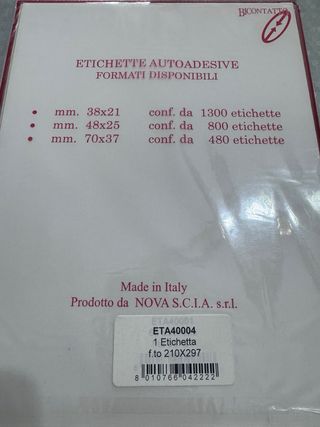 BICONTATTO
ETICHETTE AUTOADESIVE
FORMATI DISPONIBILI
• mm. 38x21 conf. da 1300 etichette
• mm. 48x25 conf. da 800 etichette
• mm. 70x37 conf. da 480 etichette
Made in Italy
Prodotto da NOVA S.C.I.A. s.r.l.
ETA40004
1 Etichetta
f.to 210X297
8 010766 042222